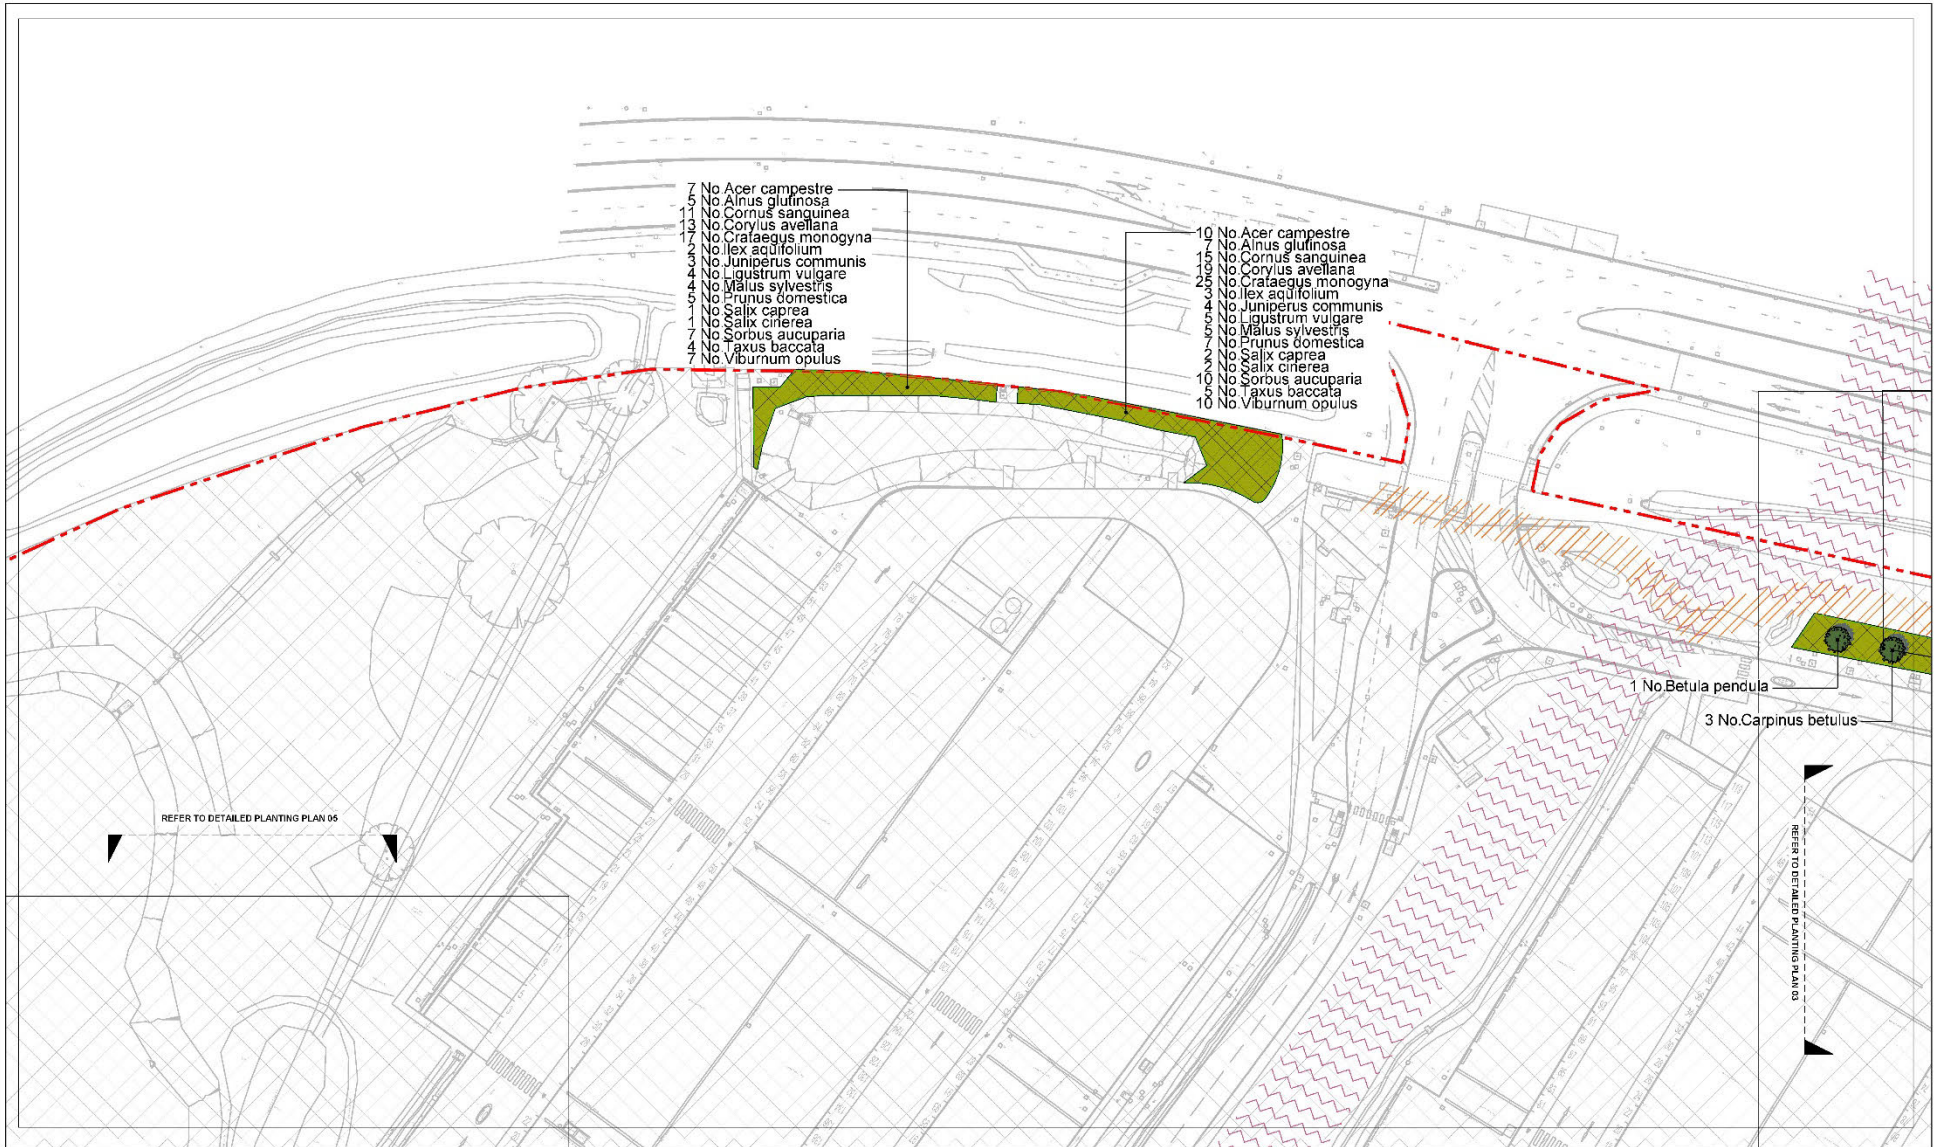 7 No.Acer campestre
5 No.Alnus glutinosa
11 No.Cornus sanguinea
13 No.Corylus avellana
17 No.Crataegus monogyna
2 No.Ilex aquifolium
3 No.Juniperus communis
4 No.Ligustrum vulgare
4 No.Malus sylvestris
5 No.Prunus domestica
1 No.Salix caprea
1 No.Salix cinerea
7 No.Sorbus aucuparia
4 No.Taxus baccata
7 No.Viburnum opulus
10 No.Acer campestre
7 No.Alnus glutinosa
15 No.Cornus sanguinea
19 No.Corylus avellana
25 No.Crataegus monogyna
3 No.Ilex aquifolium
4 No.Juniperus communis
5 No.Ligustrum vulgare
5 No.Malus sylvestris
7 No.Prunus domestica
2 No.Salix caprea
2 No.Salix cinerea
10 No.Sorbus aucuparia
5 No.Taxus baccata
10 No.Viburnum opulus
1 No.Betula pendula
3 No.Carpinus betulus
REFER TO DETAILED PLANTING PLAN 05
REFER TO DETAILED PLANTING PLAN 03